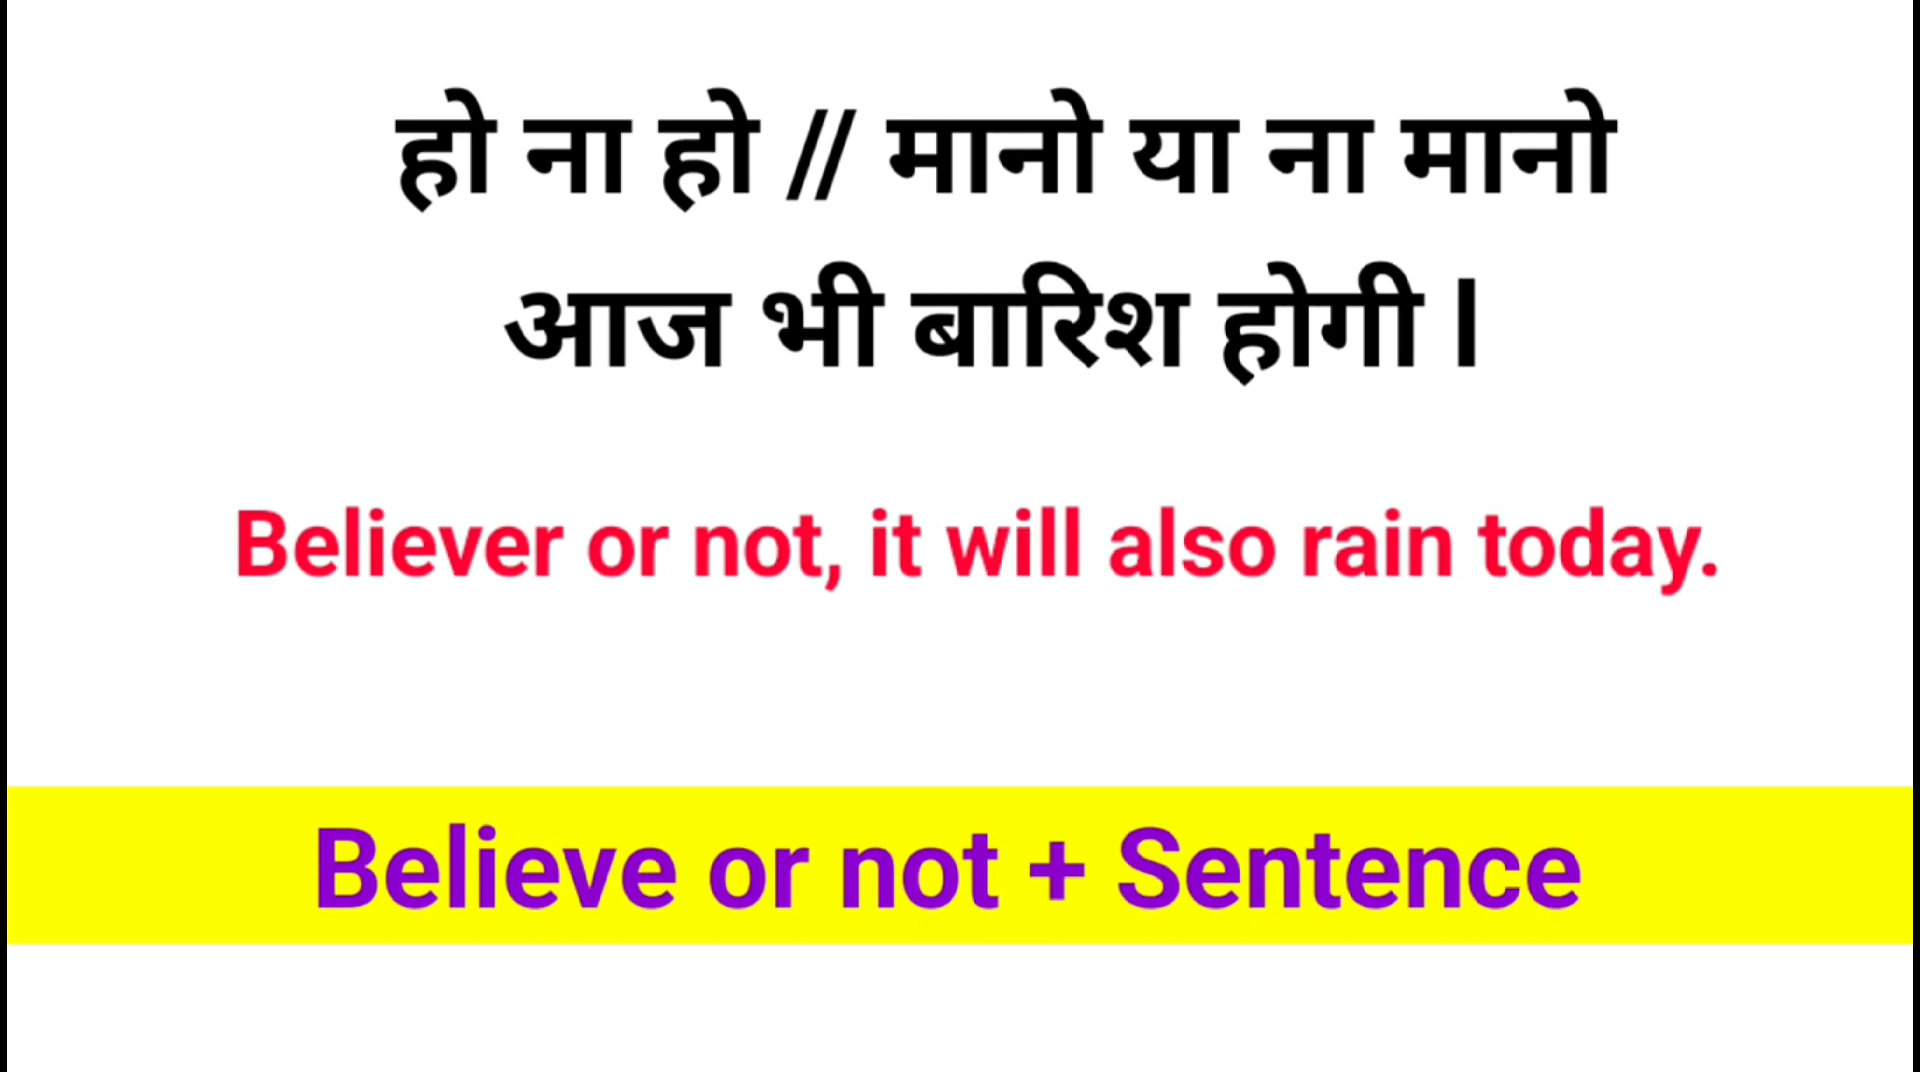 हो ना हो // मानो या ना मानो
आज भी बारिश होगी l
Believer or not, it will also rain today.
Believe or not + Sentence